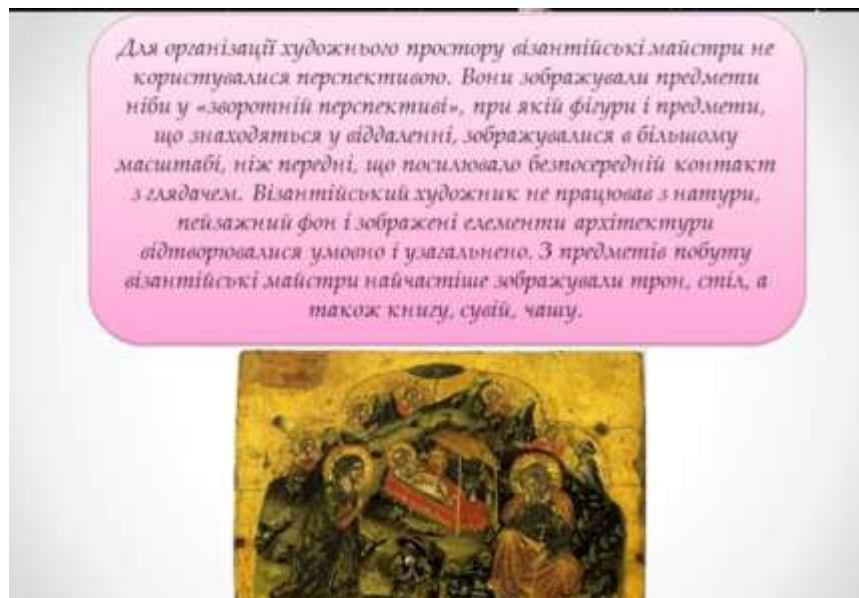 Для організації художнього простору візантійські майстри не
користувалися перспективою. Вони зображували предмети
ніби у «зворотній перспективі», при якій фігури і предмети,
що знаходяться у віддаленні, зображувалися в більшому
масштабі, ніж передні, що посилювало безпосередній контакт
з глядачем. Візантійський художник не працював з натури,
пейзажний фон і зображені елементи архітектури
відтворювалися умовно і узагальнено. З предметів побуту
візантійські майстри найчастіше зображували трон, стіл, а
також книгу, сувій, чашу.